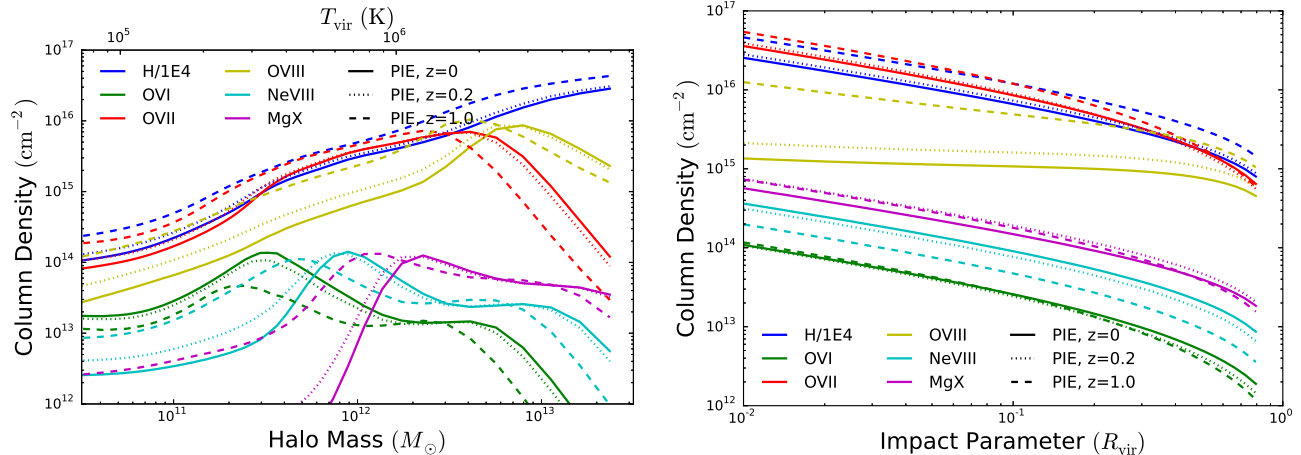 T_vir (K)
10^5 10^6
10^17
10^16
10^15
10^14
10^13
10^12
Column Density (cm^−2)
H/1E4 OVIII PIE, z=0
OVI NeVIII PIE, z=0.2
OVII MgX PIE, z=1.0
10^11 10^12 10^13
Halo Mass (M_⊙)
10^17
10^16
10^15
10^14
10^13
10^12
Column Density (cm^−2)
H/1E4 OVIII PIE, z=0
OVI NeVIII PIE, z=0.2
OVII MgX PIE, z=1.0
10^−2 10^−1 10^0
Impact Parameter (R_vir)